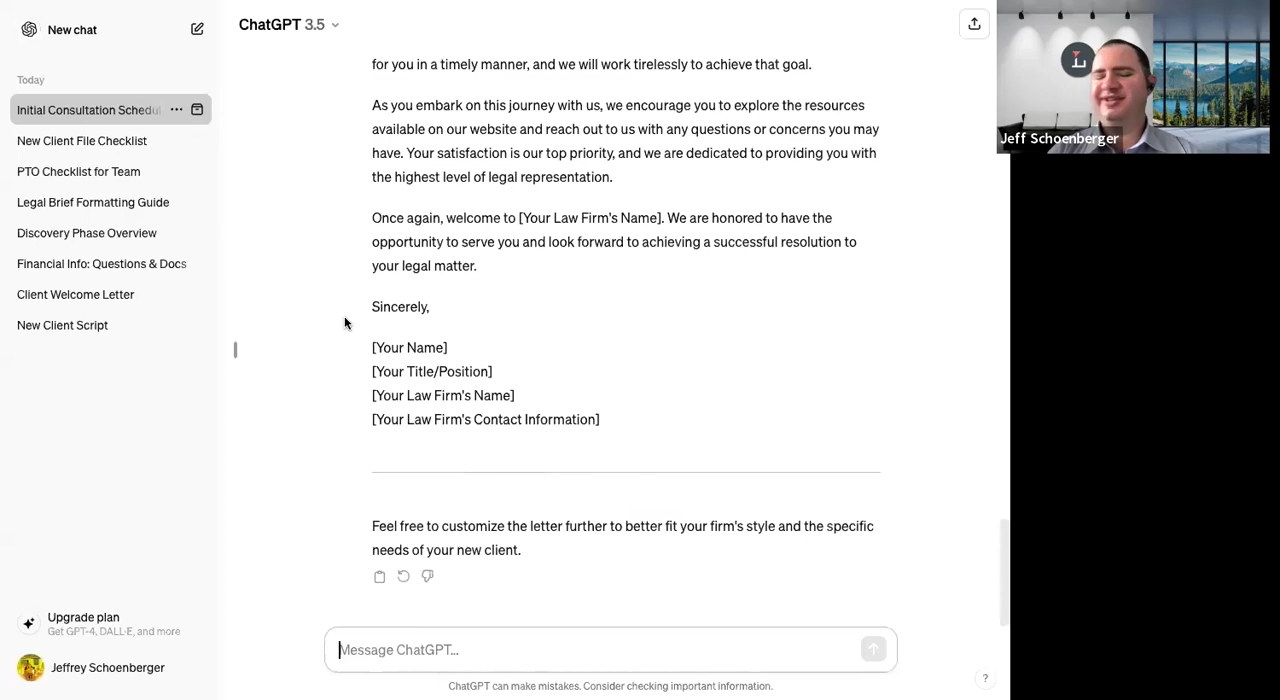 New chat
Today
Initial Consultation Schedul
New Client FIle Checklist
PTO Checklist for Team
Legal Brief Formatting Guide
Discovery Phase Overview
Financial Info: Questions & Docs
Client Welcome Letter
New Client Script
Upgrade plan
Get GPT-4, DALL·E, and more
Jeffrey Schoenberger
ChatGPT 3.5
for you in a timely manner, and we will work tirelessly to achieve that goal.
As you embark on this journey with us, we encourage you to explore the resources
available on our website and reach out to us with any questions or concerns you may
have. Your satisfaction is our top priority, and we are dedicated to providing you with
the highest level of legal representation.
Once again, welcome to [Your Law Firm's Name]. We are honored to have the
opportunity to serve you and look forward to achieving a successful resolution to
your legal matter.
Sincerely,
[Your Name]
[Your Title/Position]
[Your Law Firm's Name]
[Your Law Firm's Contact Information]
Feel free to customize the letter further to better fit your firm's style and the specific
needs of your new client.
Message ChatGPT...
ChatGPT can make mistakes. Consider checking important information.
?
L
Jeff Schoenberger